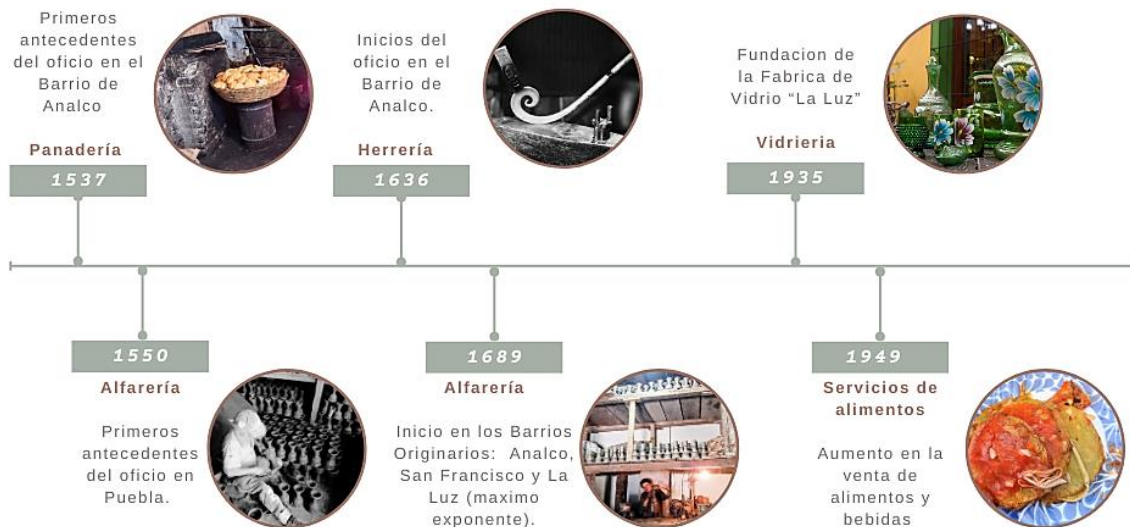 Primeros
antecedentes
del oficio en el
Barrio de
Analco
Panadería
1537
Inicios del
oficio en el
Barrio de
Analco.
Herrería
1636
Fundacion de
la Fabrica de
Vidrio "La Luz"
Vidrieria
1935
1550
Alfarería
Primeros
antecedentes
del oficio en
Puebla.
1689
Alfarería
Inicio en los Barrios
Originarios: Analco,
San Francisco y La
Luz (maximo
exponente).
1949
Servicios de
alimentos
Aumento en la
venta de
alimentos y
bebidas